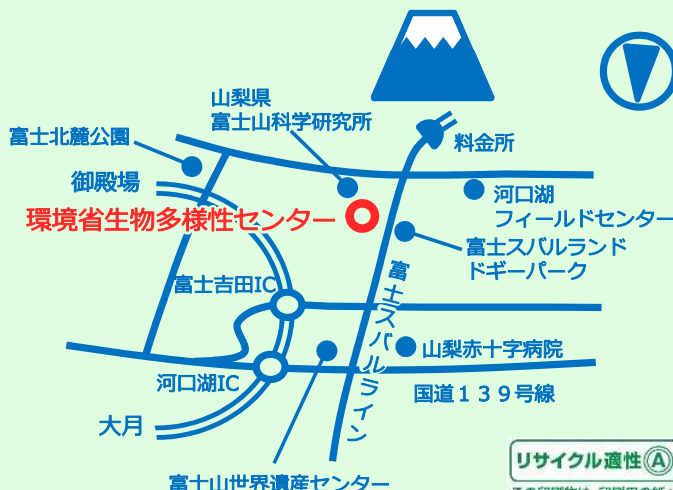 山梨県
富士山科学研究所
富士北麓公園
料金所
御殿場
河口湖
フィールドセンター
環境省生物多様性センター
富士スバルランド
ドギーパーク
富士吉田IC
富士スバルライン
山梨赤十字病院
河口湖IC
国道139号線
大月
リサイクル適性Ⓐ
富士山世界遺産センター